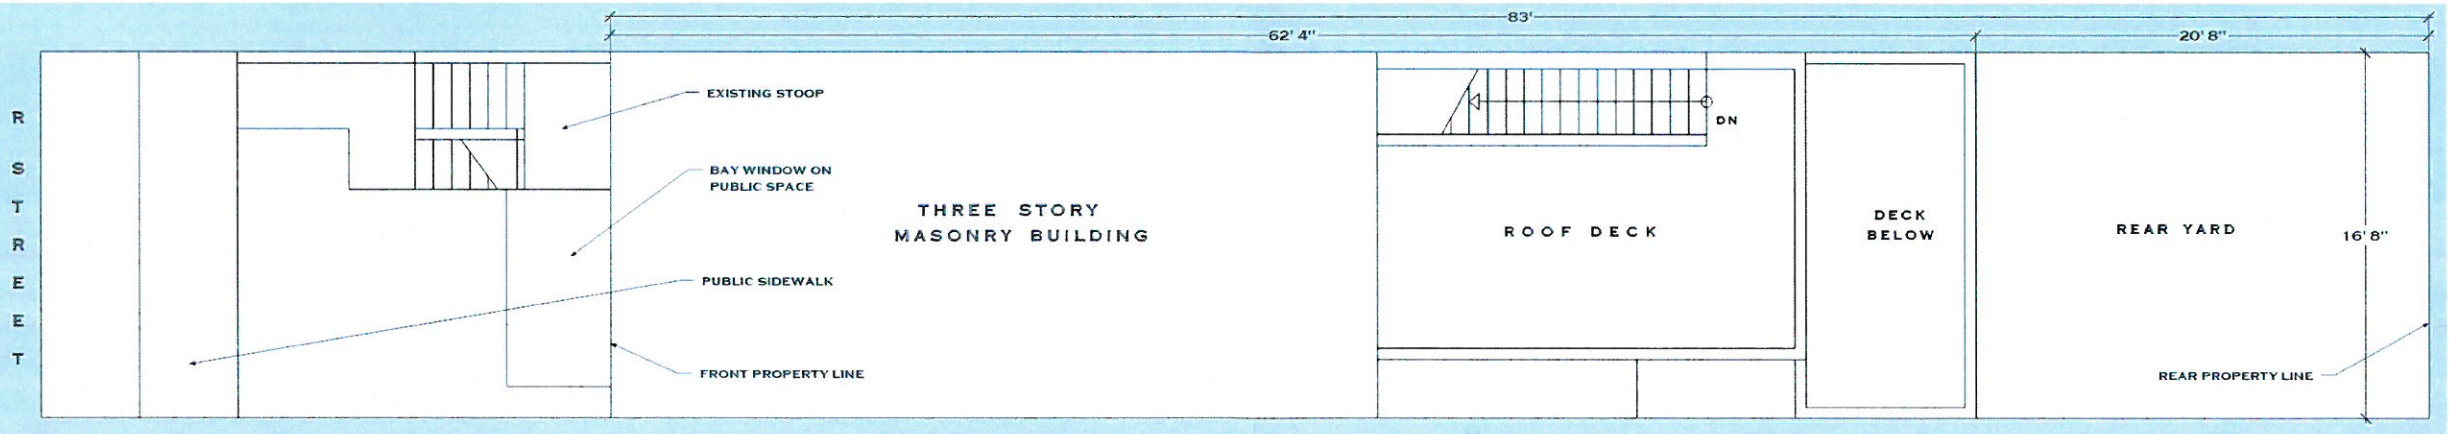 83'
62' 4"
20' 8"
R STREET
EXISTING STOOP
BAY WINDOW ON
PUBLIC SPACE
PUBLIC SIDEWALK
FRONT PROPERTY LINE
THREE STORY
MASONRY BUILDING
DN
ROOF DECK
DECK
BELOW
REAR YARD
16' 8"
REAR PROPERTY LINE